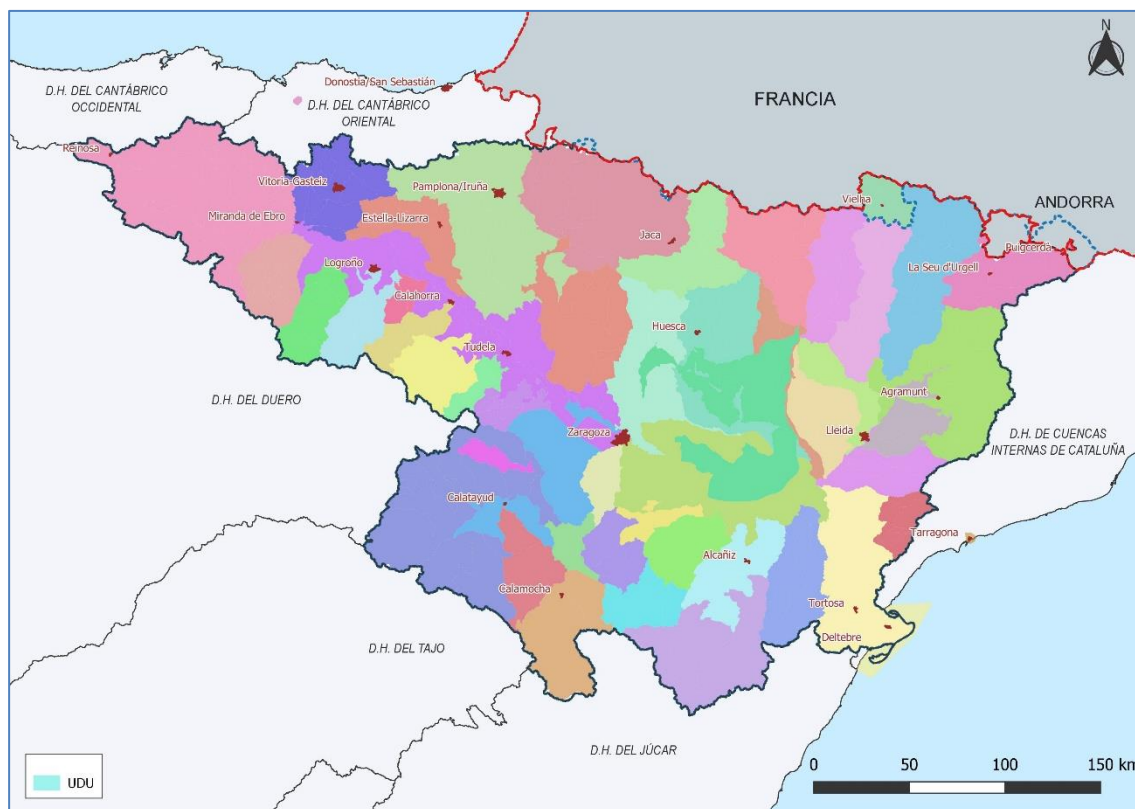 N
Donostia/San Sebastián
D.H. DEL CANTÁBRICO
OCCIDENTAL
D.H. DEL CANTÁBRICO
ORIENTAL
FRANCIA
Reinosa
Vitoria-Gasteiz
Pamplona/Iruña
Vielha
ANDORRA
Miranda de Ebro
Estella-Lizarra
Jaca
Puigcerdà
La Seu d'Urgell
Logroño
Calahorra
Huesca
Tudela
Agramunt
D.H. DEL DUERO
Zaragoza
Lleida
D.H. DE CUENCAS
INTERNAS DE CATALUÑA
Calatayud
Tarragona
Alcañiz
Calamocha
Tortosa
Deltebre
D.H. DEL TAJO
D.H. DEL JÚCAR
UDU
0 50 100 150 km